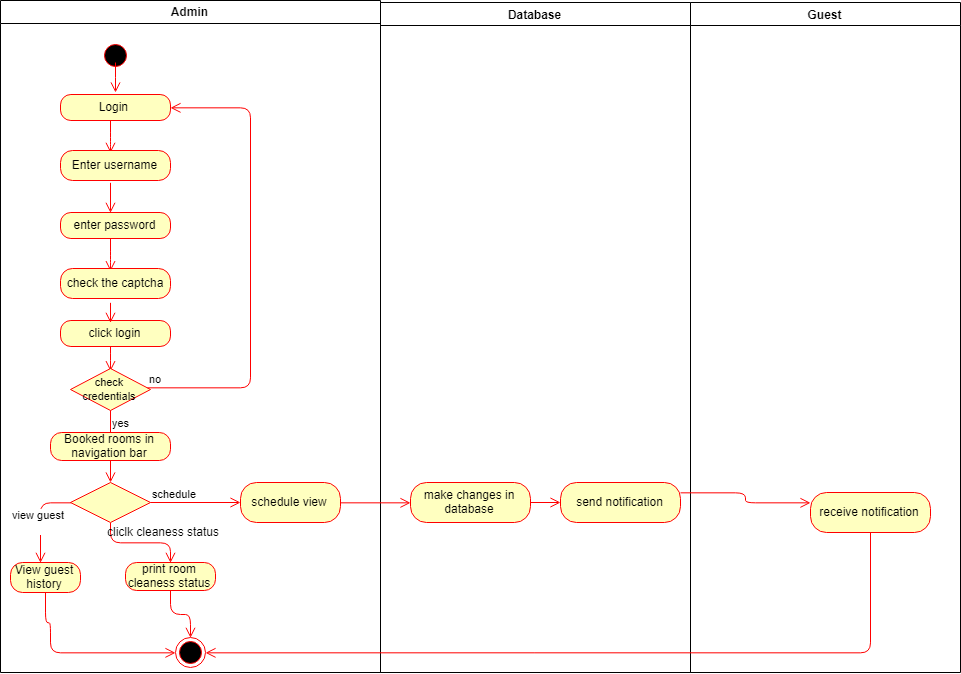 Admin
Database
Guest
Login
Enter username
enter password
check the captcha
click login
check
credentials
no
yes
Booked rooms in
navigation bar
schedule
view guest
cliclk cleaness status
schedule view
make changes in
database
send notification
receive notification
View guest
history
print room
cleaness status